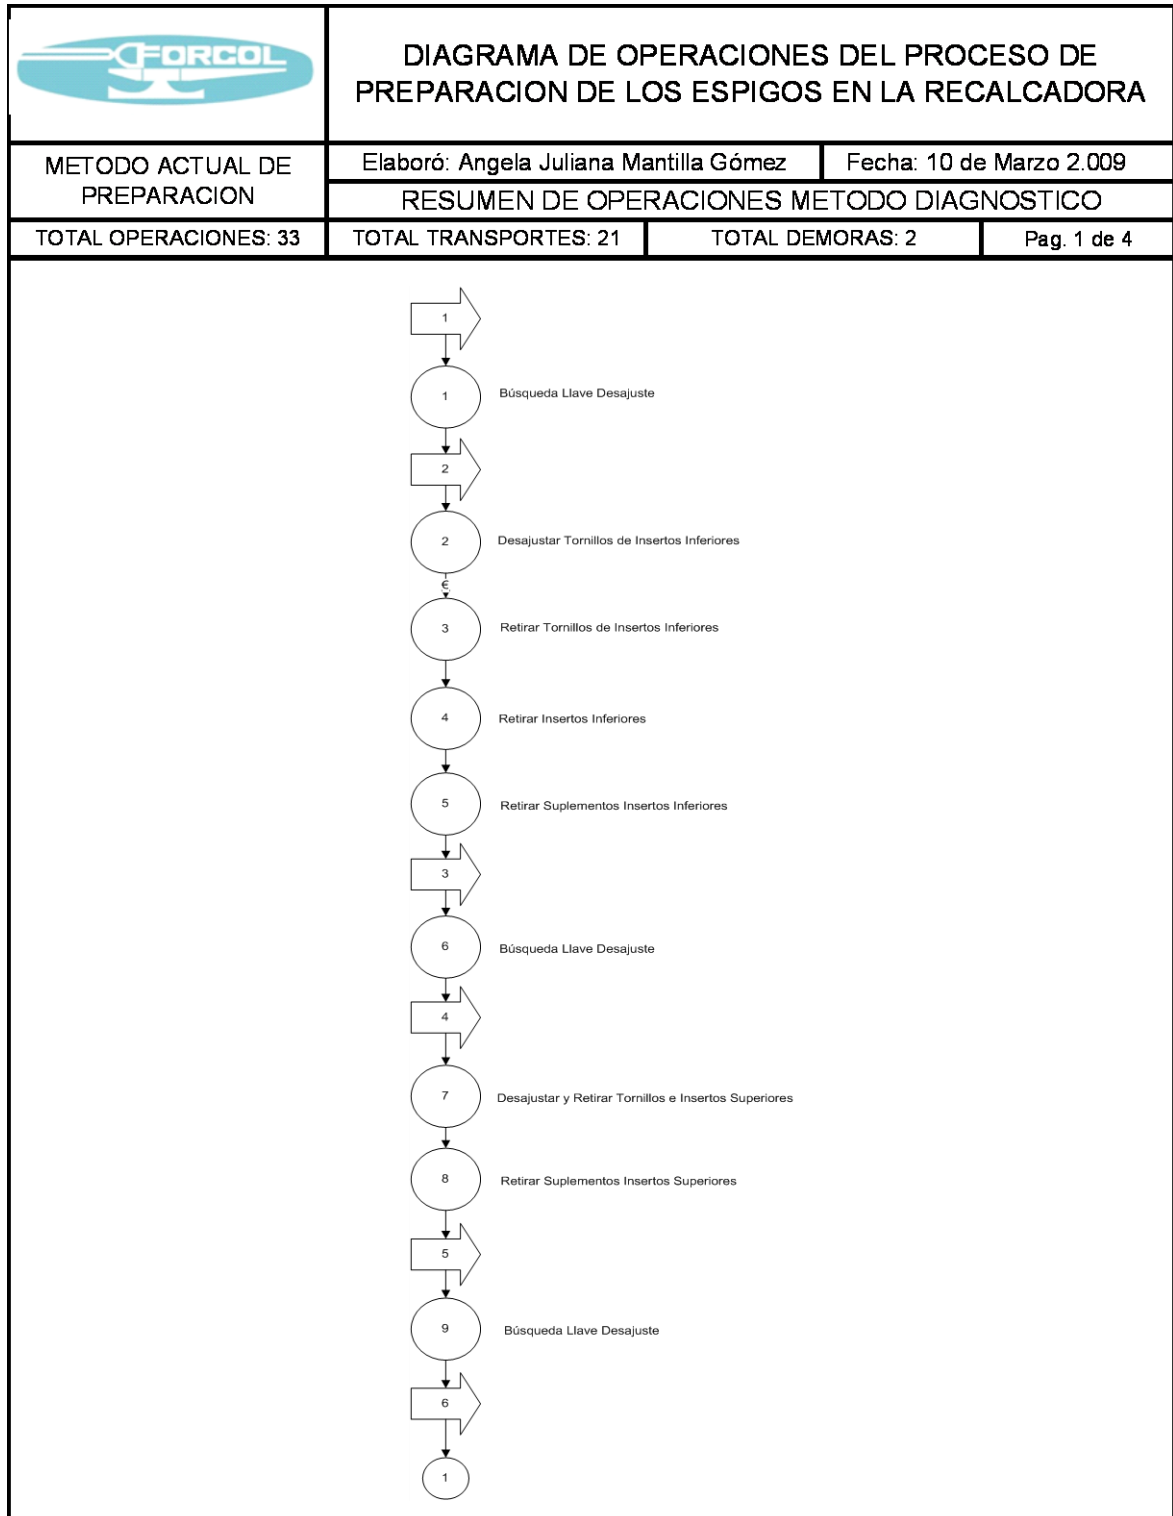 FORCOL
DIAGRAMA DE OPERACIONES DEL PROCESO DE
PREPARACION DE LOS ESPIGOS EN LA RECALCADORA
METODO ACTUAL DE
PREPARACION
Elaboró: Angela Juliana Mantilla Gómez
Fecha: 10 de Marzo 2.009
RESUMEN DE OPERACIONES METODO DIAGNOSTICO
TOTAL OPERACIONES: 33
TOTAL TRANSPORTES: 21
TOTAL DEMORAS: 2
Pag. 1 de 4
1
1
Búsqueda Llave Desajuste
2
2
Desajustar Tornillos de Insertos Inferiores
€
3
Retirar Tornillos de Insertos Inferiores
4
Retirar Insertos Inferiores
5
Retirar Suplementos Insertos Inferiores
3
6
Búsqueda Llave Desajuste
4
7
Desajustar y Retirar Tornillos e Insertos Superiores
8
Retirar Suplementos Insertos Superiores
5
9
Búsqueda Llave Desajuste
6
1